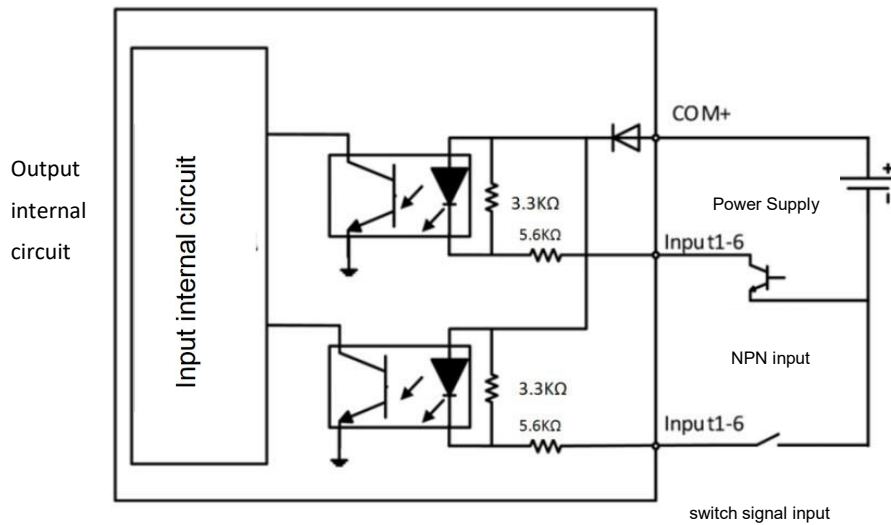 Output
internal
circuit
Input internal circuit
COM+
+
-
3.3KΩ
Power Supply
5.6KΩ
Input1-6
NPN input
3.3KΩ
5.6KΩ
Input1-6
switch signal input